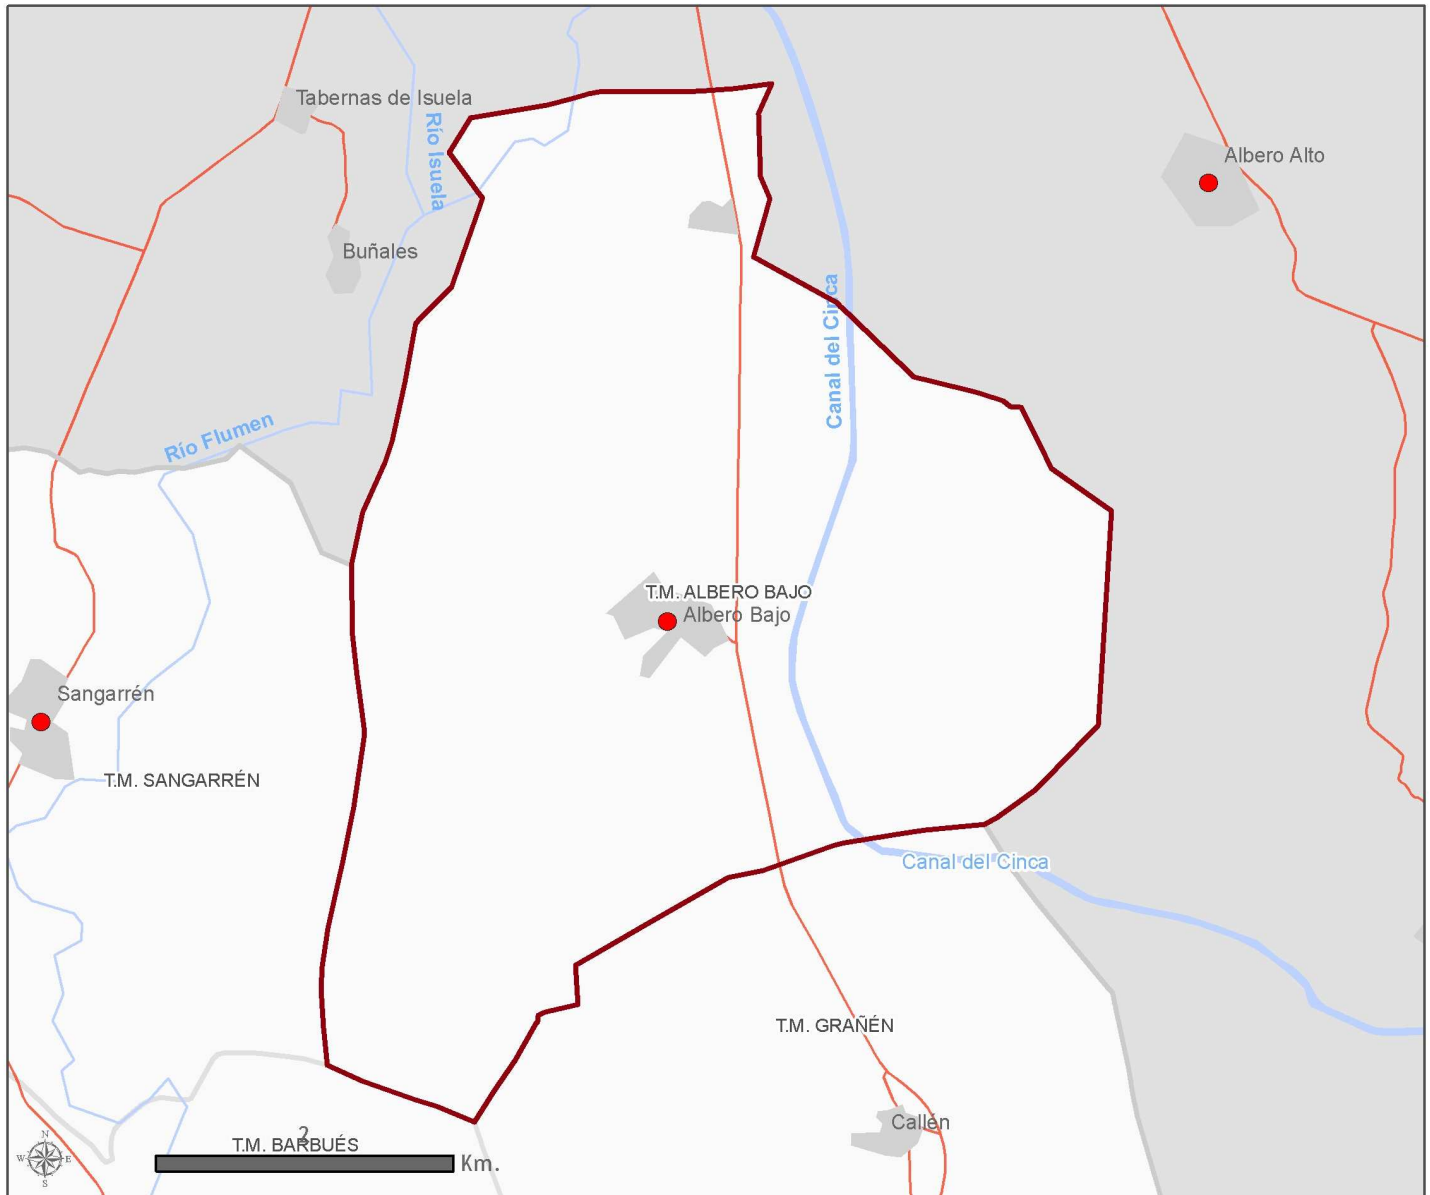 Tabernas de Isuela
Río Isuela
Albero Alto
Buñales
Canal del Cinca
Río Flumen
T.M. ALBERO BAJO
Albero Bajo
Sangarrén
T.M. SANGARRÉN
Canal del Cinca
T.M. GRAÑÉN
Callén
2
T.M. BARBUÉS
Km.
N
W
E
S